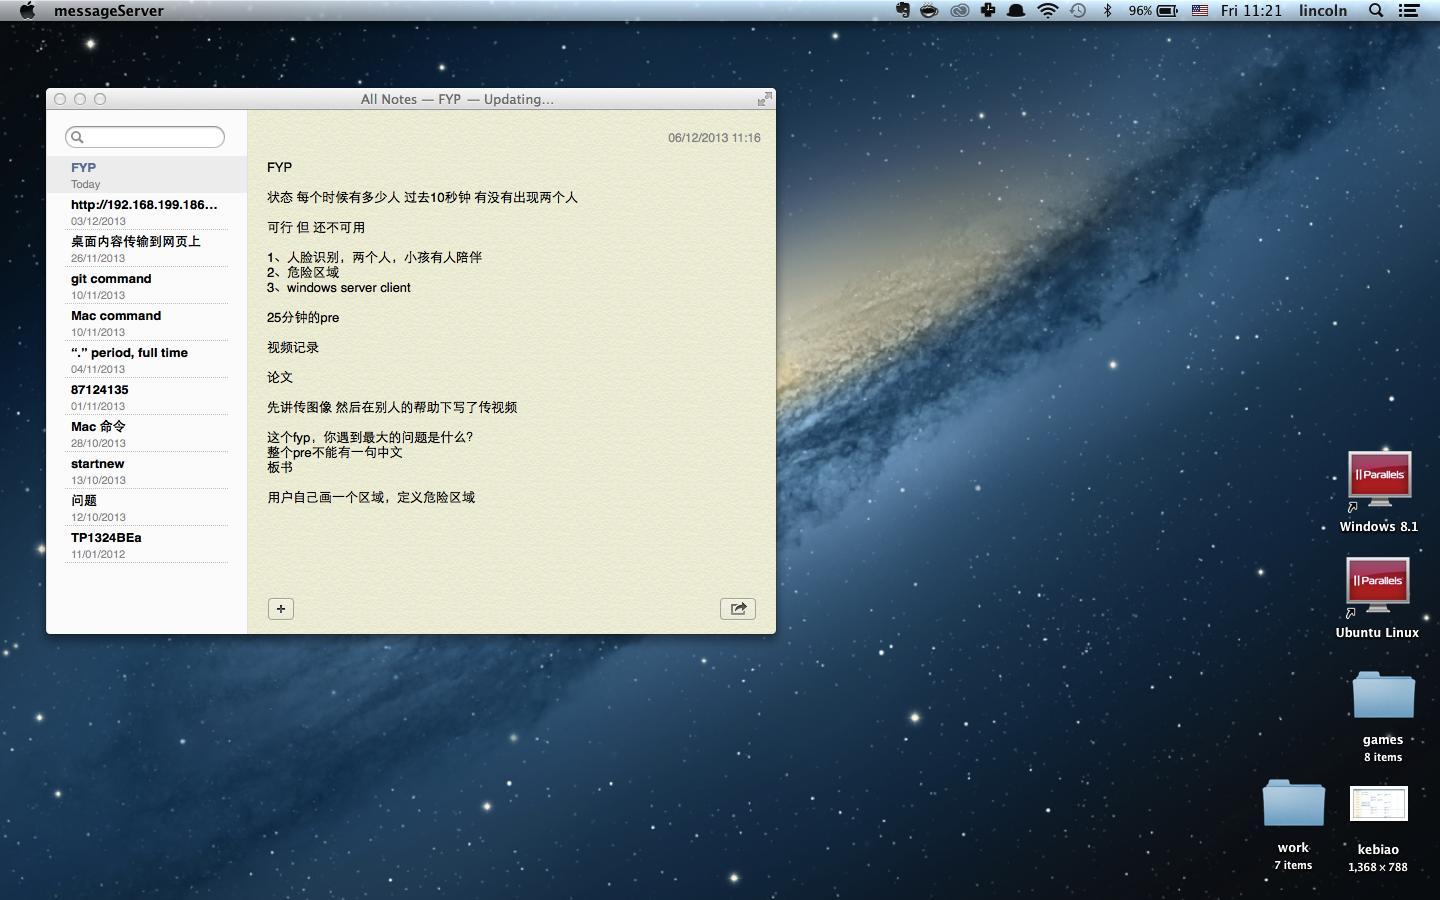 messageServer
96%
Fri 11:21
lincoln
All Notes — FYP — Updating...
FYP
Today
http://192.168.199.186...
03/12/2013
桌面内容传输到网页上
26/11/2013
git command
10/11/2013
Mac command
10/11/2013
“.” period, full time
04/11/2013
87124135
01/11/2013
Mac 命令
28/10/2013
startnew
13/10/2013
问题
12/10/2013
TP1324BEa
11/01/2012
06/12/2013 11:16
FYP
状态 每个时候有多少人 过去10秒钟 有没有出现两个人
可行 但 还不可用
1、人脸识别，两个人，小孩有人陪伴
2、危险区域
3、windows server client
25分钟的pre
视频记录
论文
先讲传图像 然后在别人的帮助下写了传视频
这个fyp，你遇到最大的问题是什么？
整个pre不能有一句中文
板书
用户自己画一个区域，定义危险区域
|| Parallels
Windows 8.1
|| Parallels
Ubuntu Linux
games
8 items
work
7 items
kebiao
1,368 × 788